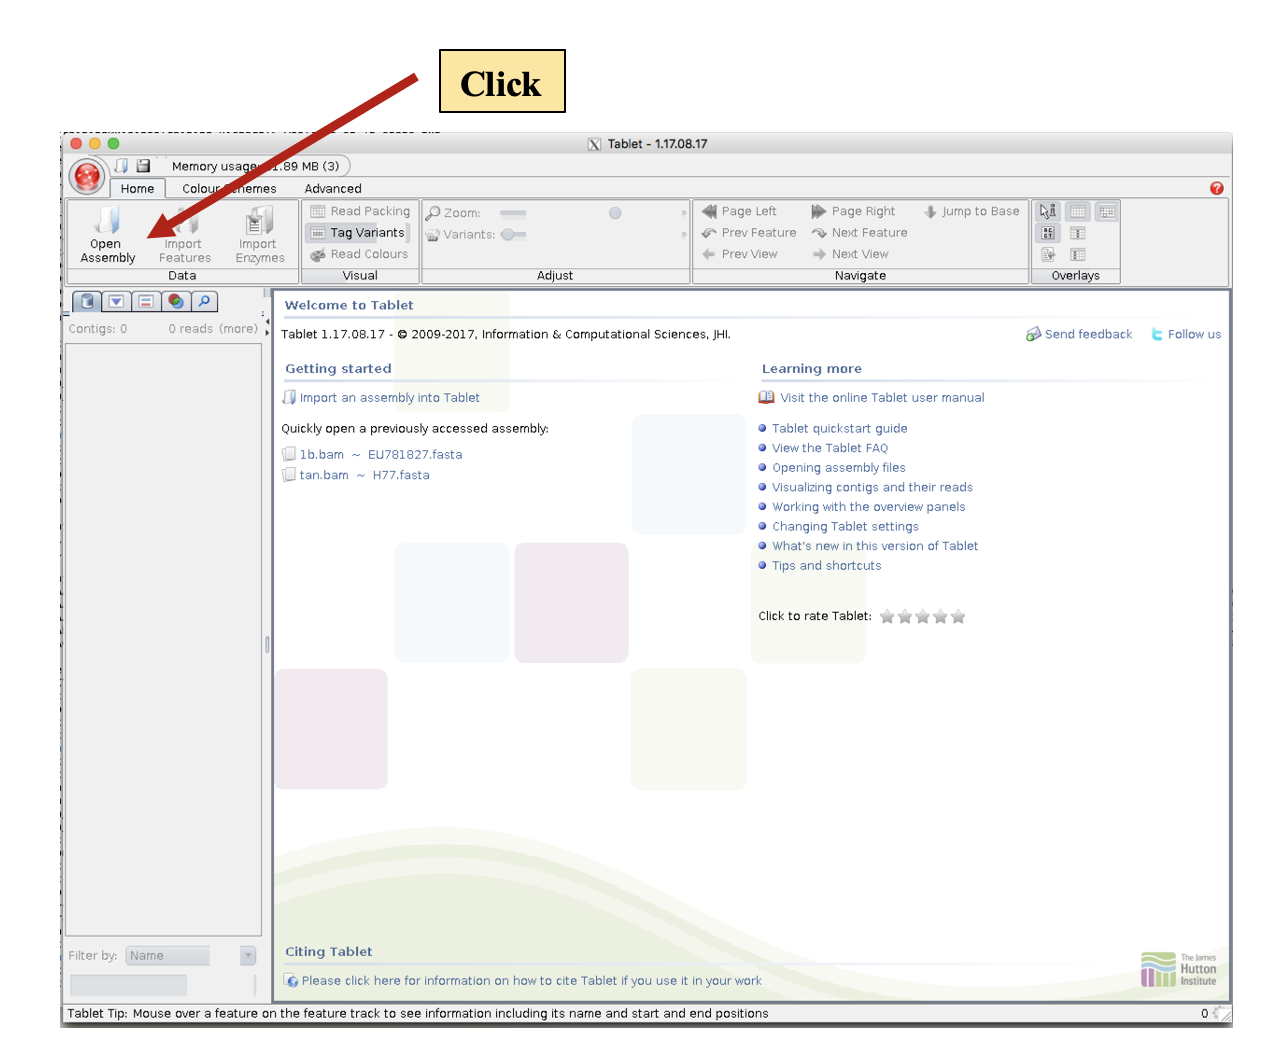 Click
Tablet - 1.17.08.17
Memory usage: 1.89 MB (3)
Home Colour Schemes Advanced
Open Assembly
Import Features
Import Enzymes
Data
Read Packing
Tag Variants
Read Colours
Visual
Zoom:
Variants:
Adjust
Page Left Page Right Jump to Base
Prev Feature Next Feature
Prev View Next View
Navigate
Overlays
Contigs: 0 0 reads (more)
Welcome to Tablet
Tablet 1.17.08.17 - © 2009-2017, Information & Computational Sciences, JHI.
Send feedback Follow us
Getting started
Import an assembly into Tablet
Quickly open a previously accessed assembly:
1b.bam ~ EU781827.fasta
tan.bam ~ H77.fasta
Learning more
Visit the online Tablet user manual
Tablet quickstart guide
View the Tablet FAQ
Opening assembly files
Visualizing contigs and their reads
Working with the overview panels
Changing Tablet settings
What's new in this version of Tablet
Tips and shortcuts
Click to rate Tablet:
Filter by: Name
Citing Tablet
Please click here for information on how to cite Tablet if you use it in your work
The James
Hutton
Institute
Tablet Tip: Mouse over a feature on the feature track to see information including its name and start and end positions
0